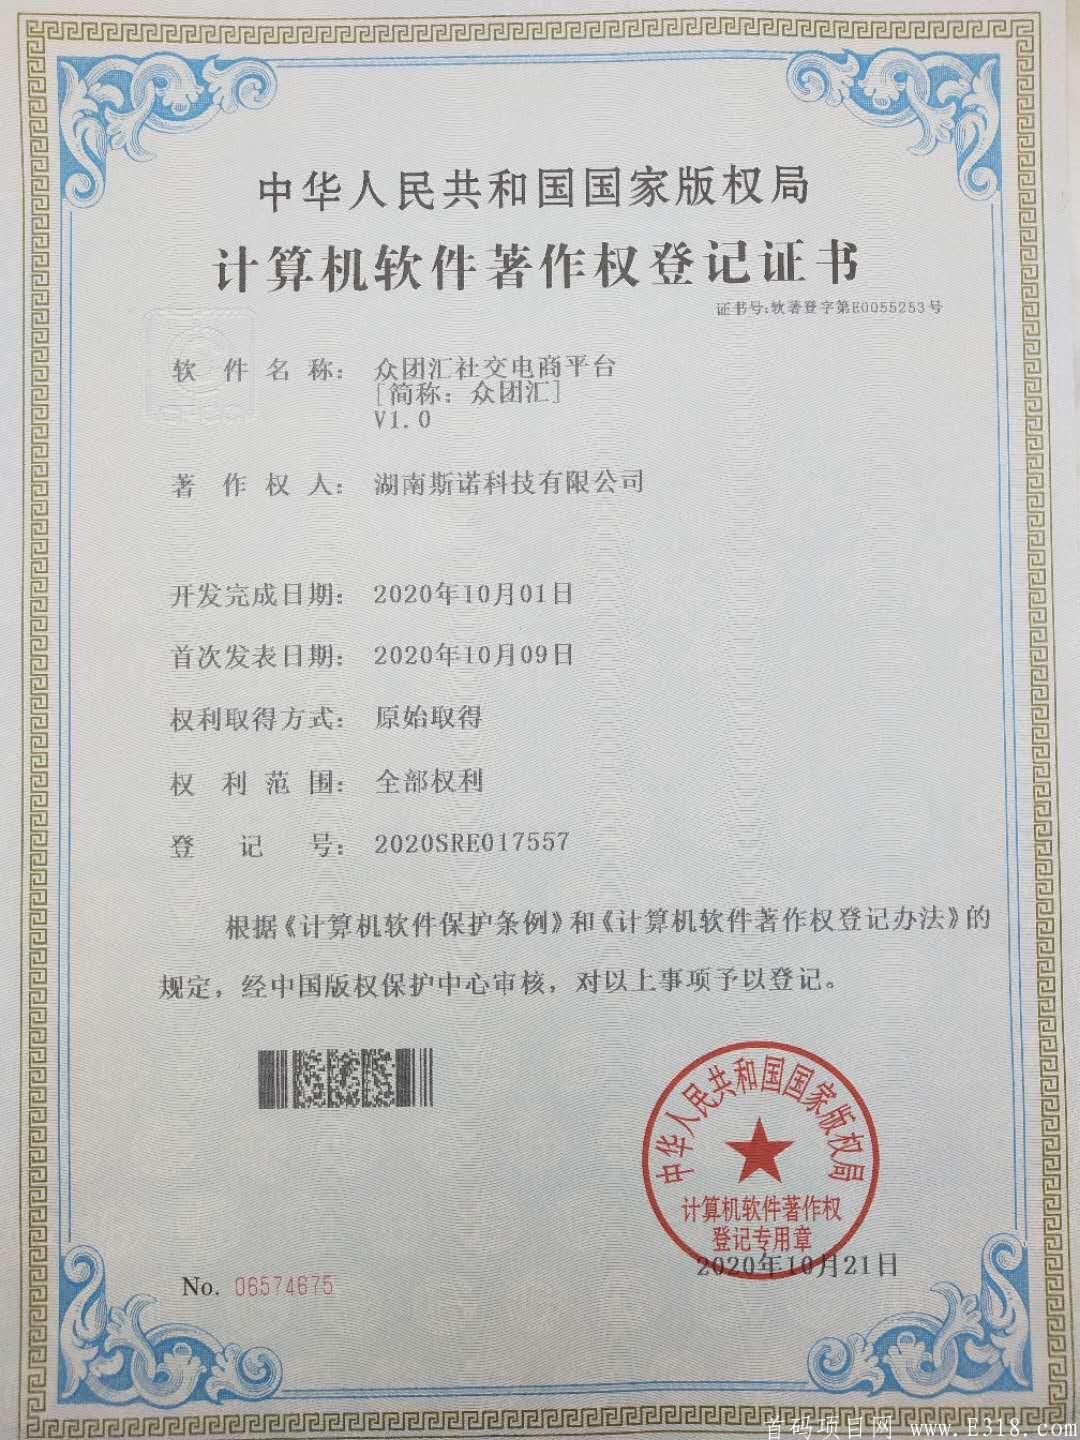 中华人民共和国国家版权局
计算机软件著作权登记证书
证书号:软著登字第E0055253号
软件名称: 众团汇社交电商平台
[简称:众团汇]
V1.0
著作权人: 湖南斯诺科技有限公司
开发完成日期: 2020年10月01日
首次发表日期: 2020年10月09日
权利取得方式: 原始取得
权利范围: 全部权利
登记号: 2020SRE017557
根据《计算机软件保护条例》和《计算机软件著作权登记办法》的
规定，经中国版权保护中心审核，对以上事项予以登记。
中华人民共和国国家版权局
计算机软件著作权
登记专用章
2020年10月21日
No. 06574675
首码项目网 www.E318.com